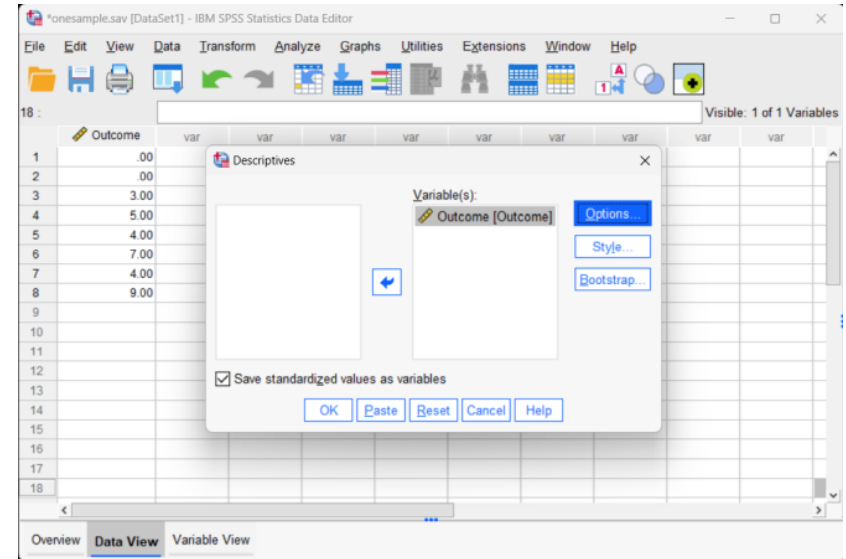 *onesample.sav [DataSet1] - IBM SPSS Statistics Data Editor
File Edit View Data Transform Analyze Graphs Utilities Extensions Window Help
18 : Visible: 1 of 1 Variables
Outcome var var var var var var var var var
1 .00
2 .00
3 3.00
4 5.00
5 4.00
6 7.00
7 4.00
8 9.00
9
10
11
12
13
14
15
16
17
18
Descriptives
Variable(s):
Outcome [Outcome]
Options...
Style...
Bootstrap...
Save standardized values as variables
OK Paste Reset Cancel Help
Overview Data View Variable View